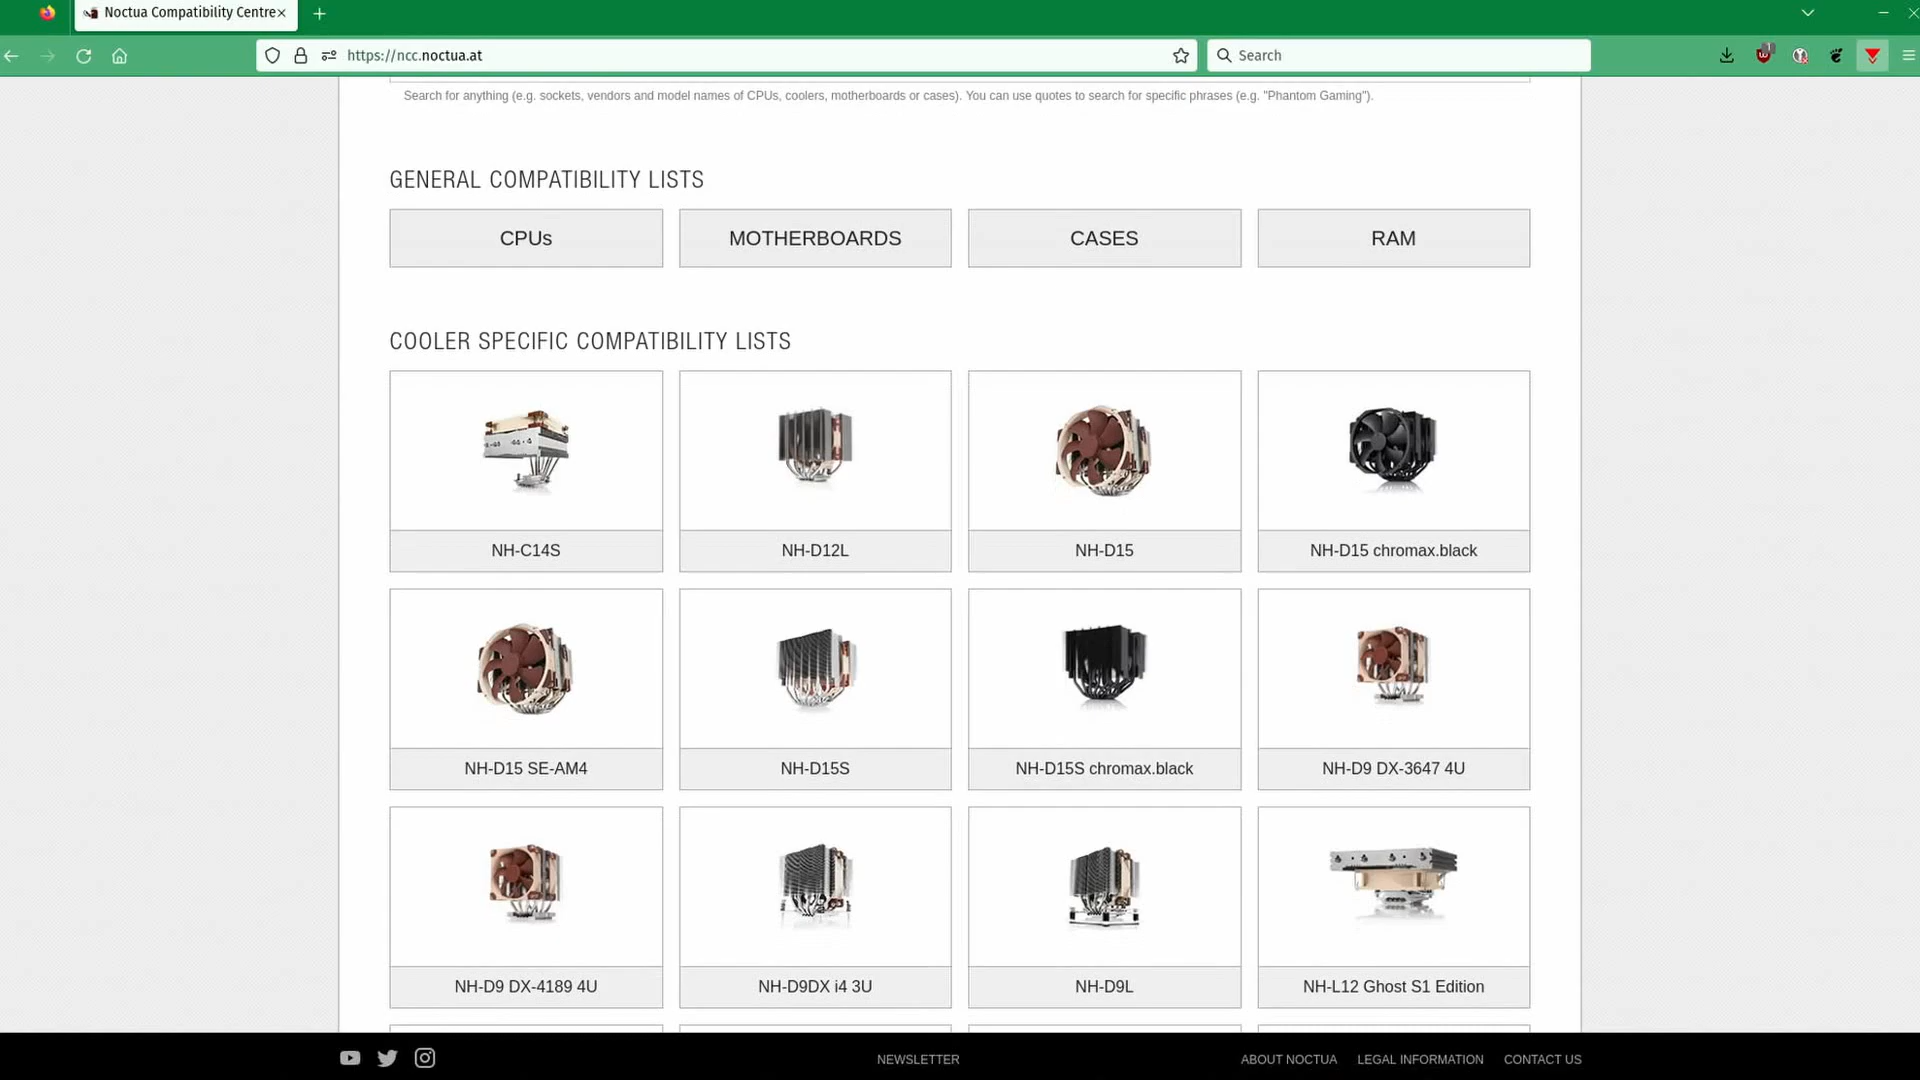 Noctua Compatibility Centre
https://ncc.noctua.at
Search
1
Search for anything (e.g. sockets, vendors and model names of CPUs, coolers, motherboards or cases). You can use quotes to search for specific phrases (e.g. "Phantom Gaming").
GENERAL COMPATIBILITY LISTS
CPUs
MOTHERBOARDS
CASES
RAM
COOLER SPECIFIC COMPATIBILITY LISTS
NH-C14S
NH-D12L
NH-D15
NH-D15 chromax.black
NH-D15 SE-AM4
NH-D15S
NH-D15S chromax.black
NH-D9 DX-3647 4U
NH-D9 DX-4189 4U
NH-D9DX i4 3U
NH-D9L
NH-L12 Ghost S1 Edition
NEWSLETTER
ABOUT NOCTUA
LEGAL INFORMATION
CONTACT US